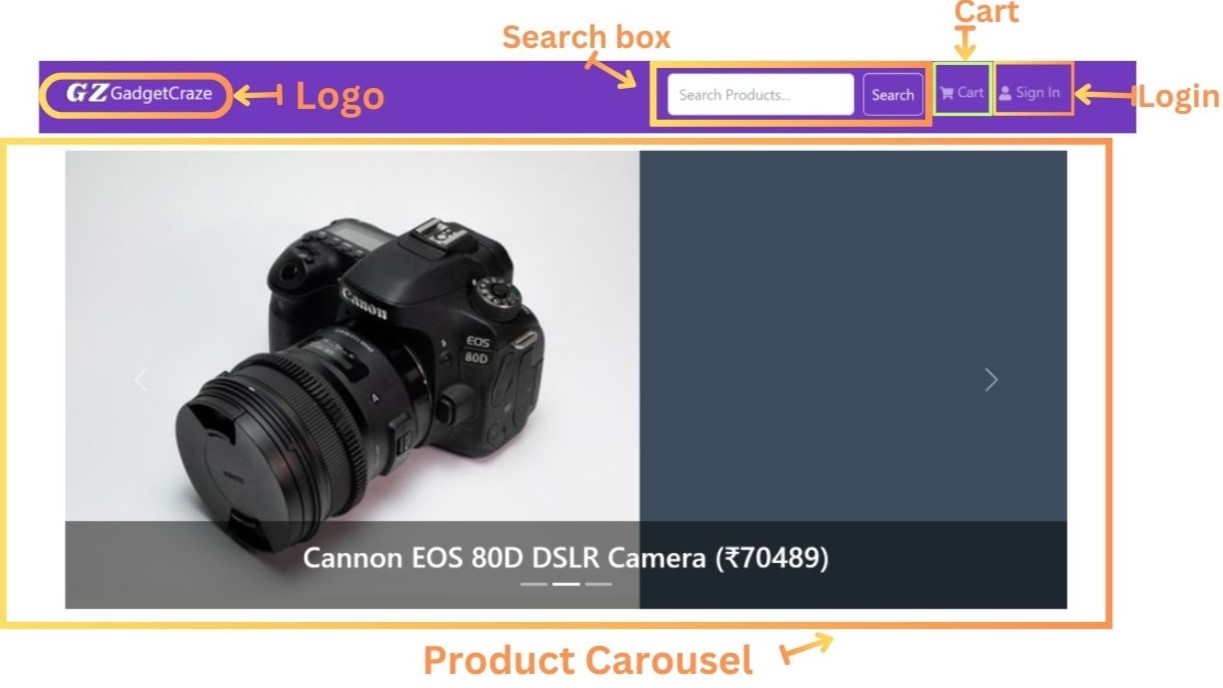 Cart
Search box
GZ GadgetCraze
Logo
Search Products...
Search
Cart
Sign In
Login
Canon
EOS
80D
A
Cannon EOS 80D DSLR Camera (₹70489)
Product Carousel